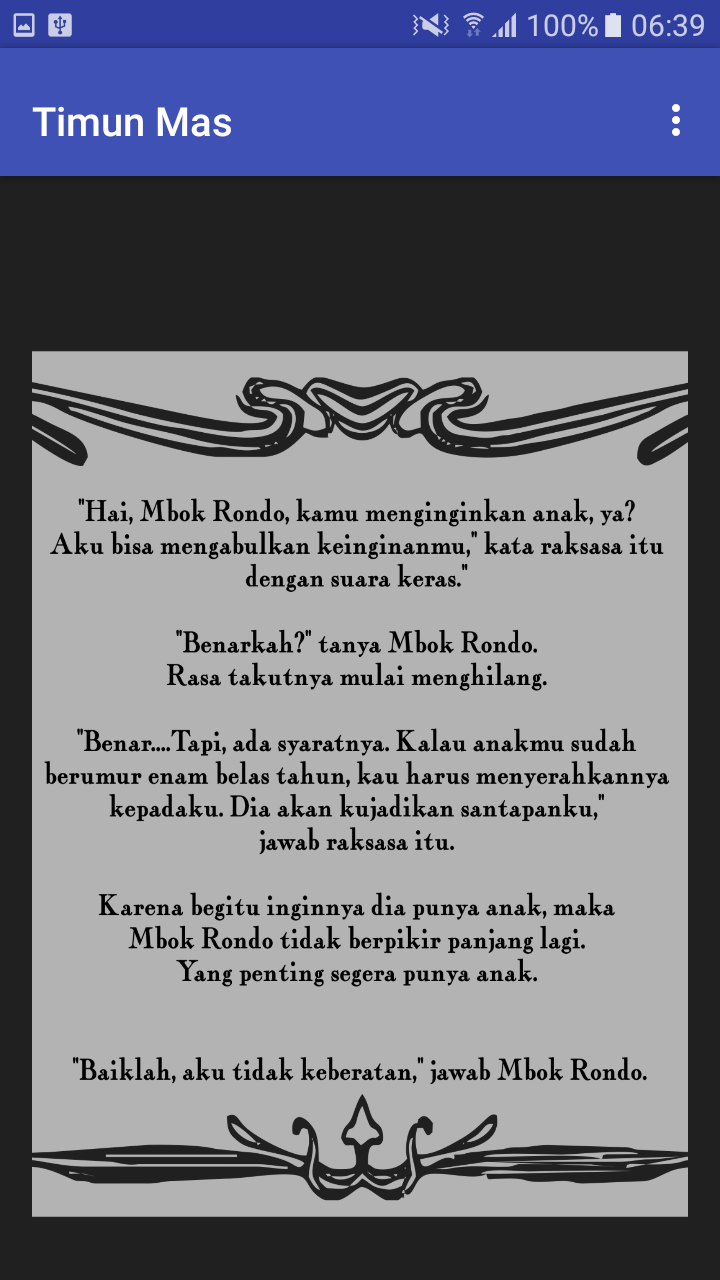 100% 06:39
Timun Mas
"Hai, Mbok Rondo, kamu menginginkan anak, ya?
Aku bisa mengabulkan keinginanmu," kata raksasa itu
dengan suara keras."
"Benarkah?" tanya Mbok Rondo.
Rasa takutnya mulai menghilang.
"Benar....Tapi, ada syaratnya. Kalau anakmu sudah
berumur enam belas tahun, kau harus menyerahkannya
kepadaku. Dia akan kujadikan santapanku,"
jawab raksasa itu.
Karena begitu inginnya dia punya anak, maka
Mbok Rondo tidak berpikir panjang lagi.
Yang penting segera punya anak.
"Baiklah, aku tidak keberatan," jawab Mbok Rondo.